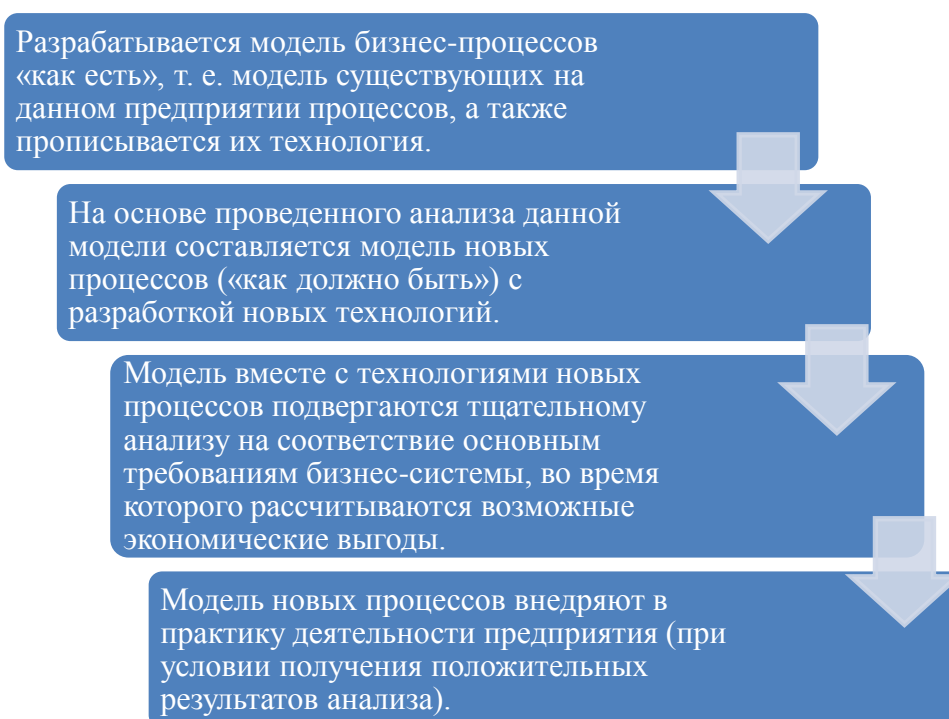 Разрабатывается модель бизнес-процессов
«как есть», т. е. модель существующих на
данном предприятии процессов, а также
прописывается их технология.
На основе проведенного анализа данной
модели составляется модель новых
процессов («как должно быть») с
разработкой новых технологий.
Модель вместе с технологиями новых
процессов подвергаются тщательному
анализу на соответствие основным
требованиям бизнес-системы, во время
которого рассчитываются возможные
экономические выгоды.
Модель новых процессов внедряют в
практику деятельности предприятия (при
условии получения положительных
результатов анализа).